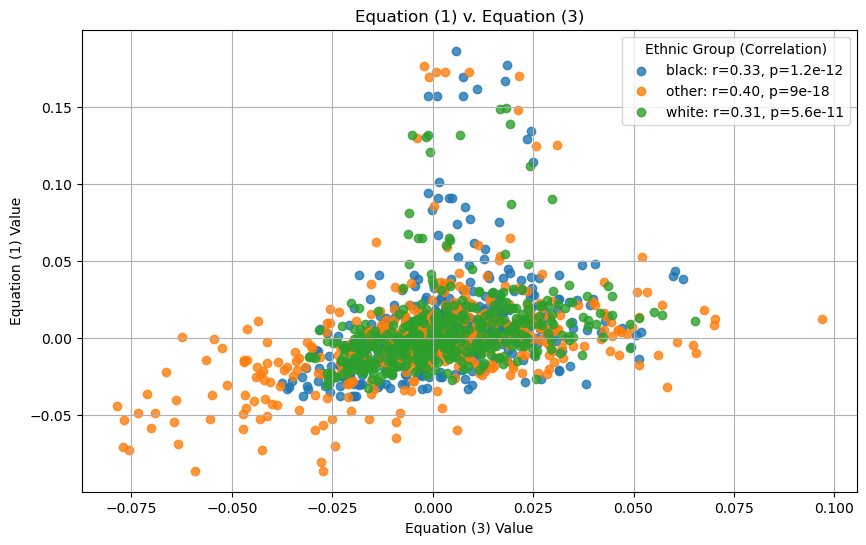 Equation (1) v. Equation (3)
Ethnic Group (Correlation)
black: r=0.33, p=1.2e-12
other: r=0.40, p=9e-18
white: r=0.31, p=5.6e-11
Equation (1) Value
0.15
0.10
0.05
0.00
−0.05
−0.075
−0.050
−0.025
0.000
0.025
0.050
0.075
0.100
Equation (3) Value